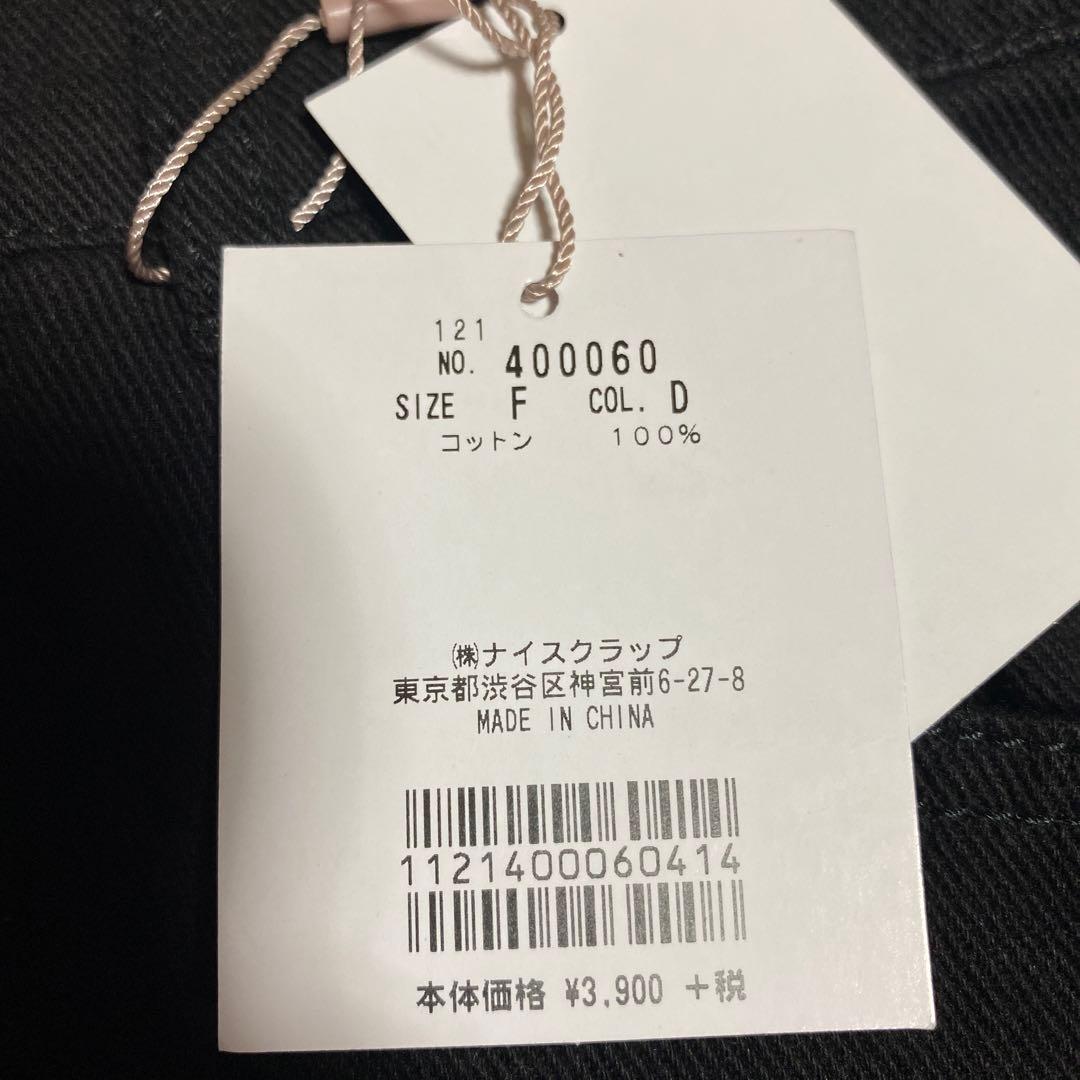 121
NO. 400060
SIZE F COL. D
コットン 100%
㈱ナイスクラップ
東京都渋谷区神宮前6-27-8
MADE IN CHINA
1121400060414
本体価格 ¥3,900 +税